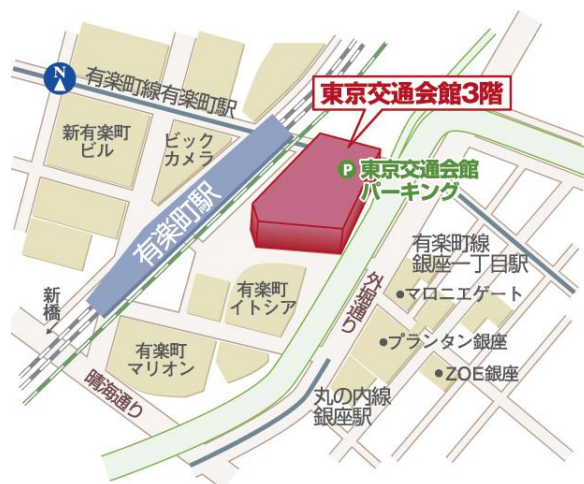 N
有楽町線有楽町駅
東京交通会館3階
新有楽町
ビル
ビック
カメラ
P
東京交通会館
パーキング
有楽町駅
有楽町線
銀座一丁目駅
新橋
有楽町
イトシア
外堀通り
マロニエゲート
有楽町
マリオン
プランタン銀座
晴海通り
丸の内線
銀座駅
ZOE銀座